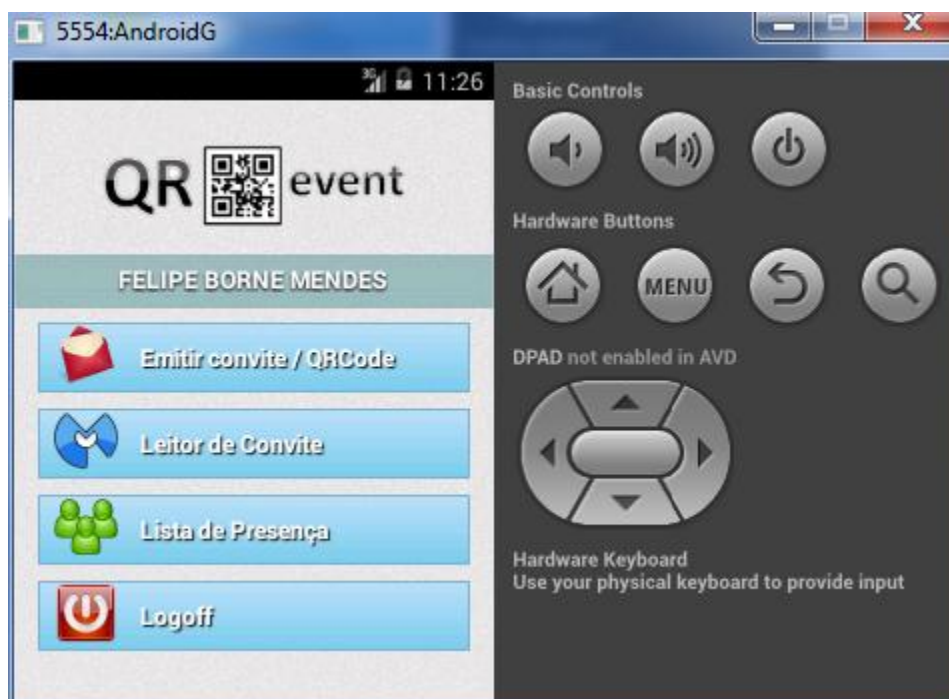 5554:AndroidG
3G 11:26
QR event
FELIPE BORNE MENDES
Emitir convite / QRCode
Leitor de Convite
Lista de Presença
Logoff
Basic Controls
Hardware Buttons
MENU
DPAD not enabled in AVD
Hardware Keyboard
Use your physical keyboard to provide input